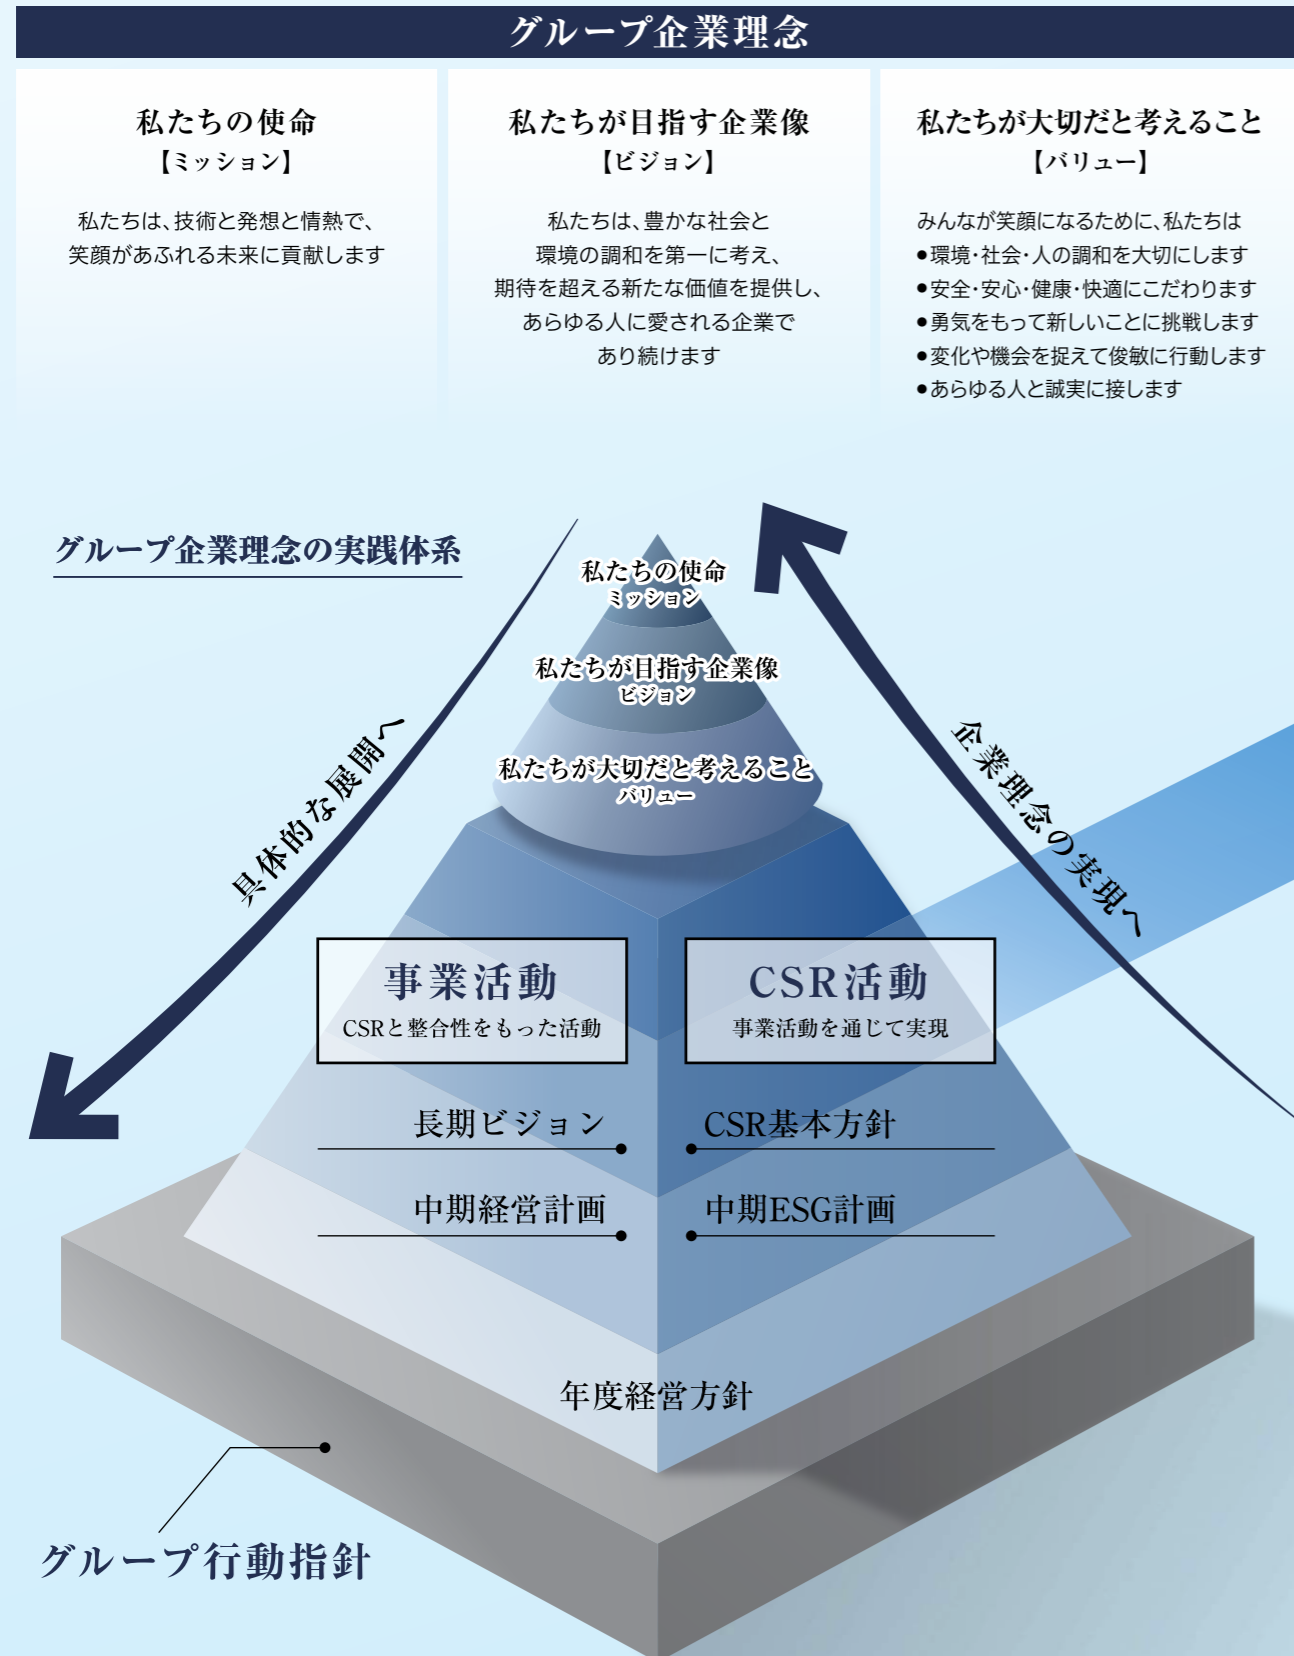 グループ企業理念
私たちの使命
【ミッション】
私たちは、技術と発想と情熱で、
笑顔があふれる未来に貢献します
私たちが目指す企業像
【ビジョン】
私たちは、豊かな社会と
環境の調和を第一に考え、
期待を超える新たな価値を提供し、
あらゆる人に愛される企業で
あり続けます
私たちが大切だと考えること
【バリュー】
みんなが笑顔になるために、私たちは
●環境・社会・人の調和を大切にします
●安全・安心・健康・快適にこだわります
●勇気をもって新しいことに挑戦します
●変化や機会を捉えて俊敏に行動します
●あらゆる人と誠実に接します
グループ企業理念の実践体系
私たちの使命
ミッション
私たちが目指す企業像
ビジョン
私たちが大切だと考えること
バリュー
具体的な展開へ
企業理念の実現へ
事業活動
CSRと整合性をもった活動
CSR活動
事業活動を通じて実現
長期ビジョン
CSR基本方針
中期経営計画
中期ESG計画
年度経営方針
グループ行動指針